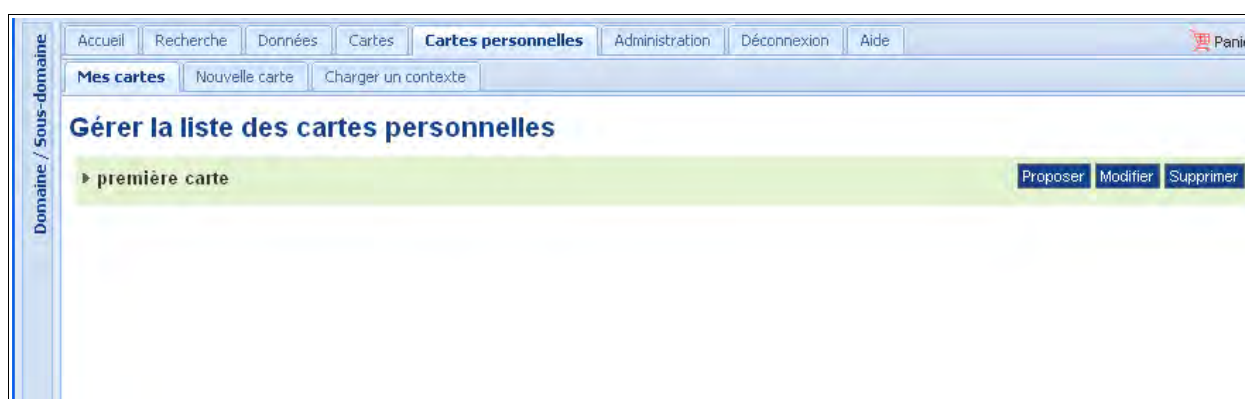 Domaine / Sous-domaine
Accueil Recherche Données Cartes Cartes personnelles Administration Déconnexion Aide Panie
Mes cartes Nouvelle carte Charger un contexte
Gérer la liste des cartes personnelles
première carte Proposer Modifier Supprimer